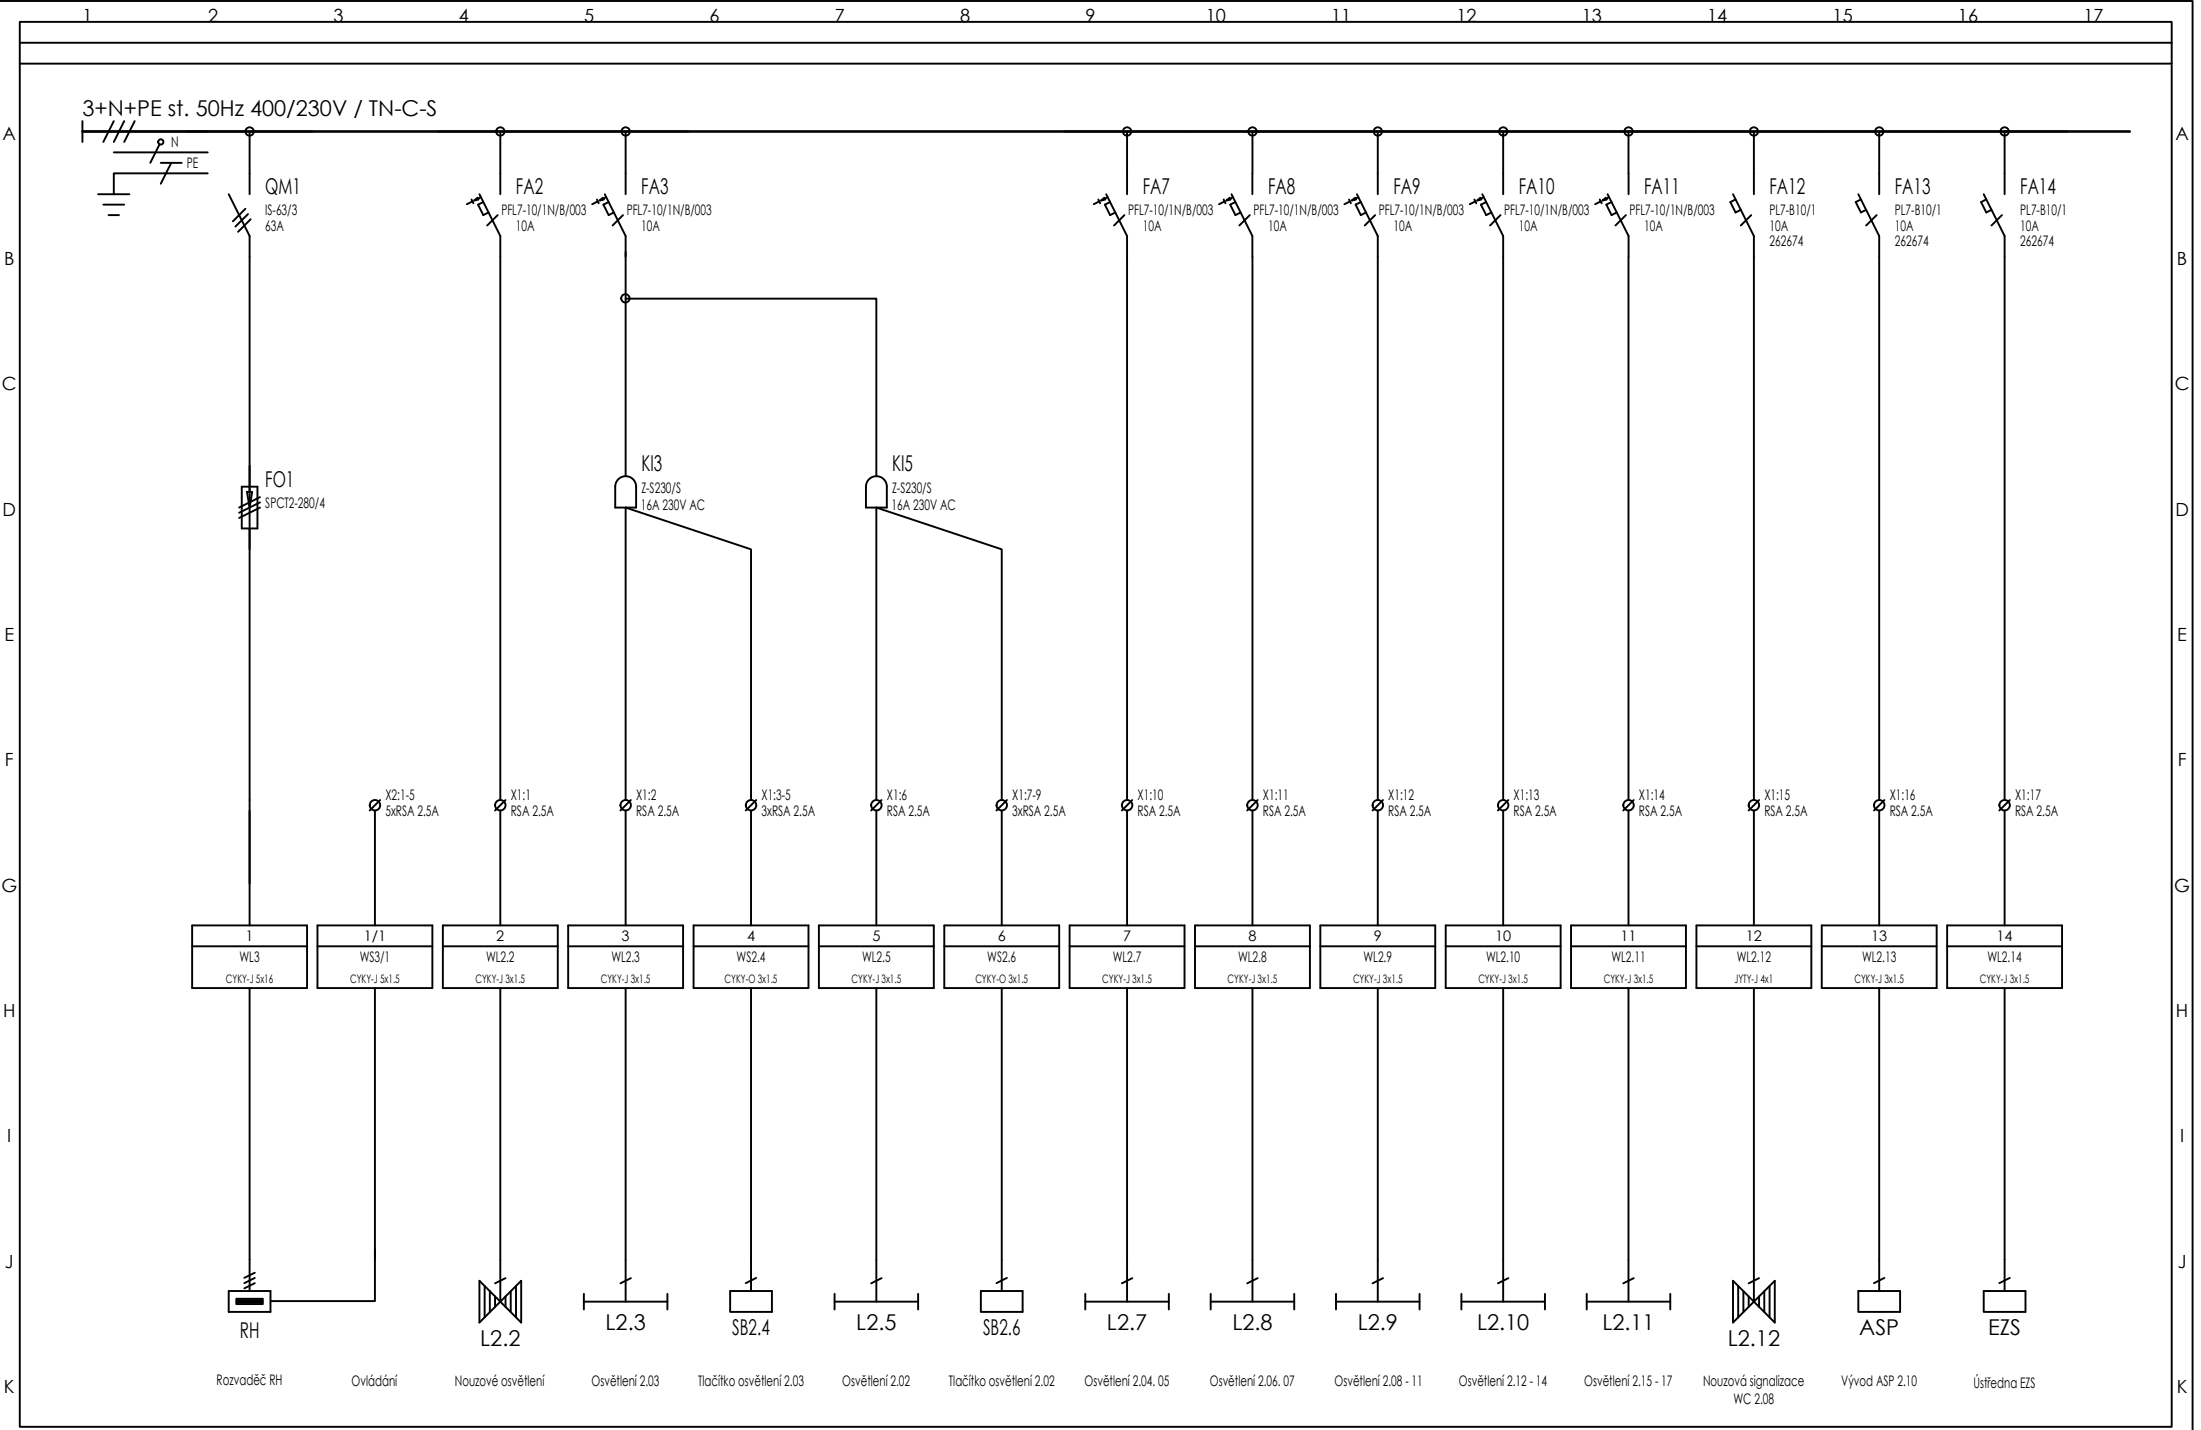 1 2 3 4 5 6 7 8 9 10 11 12 13 14 15 16 17
3+N+PE st. 50Hz 400/230V / TN-C-S
A A
N
PE
QM1 FA2 FA3 FA7 FA8 FA9 FA10 FA11 FA12 FA13 FA14
IS-63/3 PFL7-10/1N/B/003 PFL7-10/1N/B/003 PFL7-10/1N/B/003 PFL7-10/1N/B/003 PFL7-10/1N/B/003 PFL7-10/1N/B/003 PFL7-10/1N/B/003 PL7-B10/1 PL7-B10/1 PL7-B10/1
63A 10A 10A 10A 10A 10A 10A 10A 10A 10A 10A
262674 262674 262674
B B
C C
KI3 KI5
FO1 Z-S230/S Z-S230/S
SPCT2-280/4 16A 230V AC 16A 230V AC
D D
E E
F F
X2:1-5 X1:1 X1:2 X1:3-5 X1:6 X1:7-9 X1:10 X1:11 X1:12 X1:13 X1:14 X1:15 X1:16 X1:17
5xRSA 2.5A RSA 2.5A RSA 2.5A 3xRSA 2.5A RSA 2.5A 3xRSA 2.5A RSA 2.5A RSA 2.5A RSA 2.5A RSA 2.5A RSA 2.5A RSA 2.5A RSA 2.5A RSA 2.5A
G G
1 1/1 2 3 4 5 6 7 8 9 10 11 12 13 14
WL3 WS3/1 WL2.2 WL2.3 WS2.4 WL2.5 WS2.6 WL2.7 WL2.8 WL2.9 WL2.10 WL2.11 WL2.12 WL2.13 WL2.14
CYKY-J 5x16 CYKY-J 5x1.5 CYKY-J 3x1.5 CYKY-J 3x1.5 CYKY-O 3x1.5 CYKY-J 3x1.5 CYKY-O 3x1.5 CYKY-J 3x1.5 CYKY-J 3x1.5 CYKY-J 3x1.5 CYKY-J 3x1.5 CYKY-J 3x1.5 JYTY-J 4x1 CYKY-J 3x1.5 CYKY-J 3x1.5
H H
I I
J J
RH L2.2 L2.3 SB2.4 L2.5 SB2.6 L2.7 L2.8 L2.9 L2.10 L2.11 L2.12 ASP EZS
K Rozvaděč RH Ovládání Nouzové osvětlení Osvětlení 2.03 Tlačítko osvětlení 2.03 Osvětlení 2.02 Tlačítko osvětlení 2.02 Osvětlení 2.04. 05 Osvětlení 2.06. 07 Osvětlení 2.08 - 11 Osvětlení 2.12 - 14 Osvětlení 2.15 - 17 Nouzová signalizace Vývod ASP 2.10 Ústředna EZS K
WC 2.08